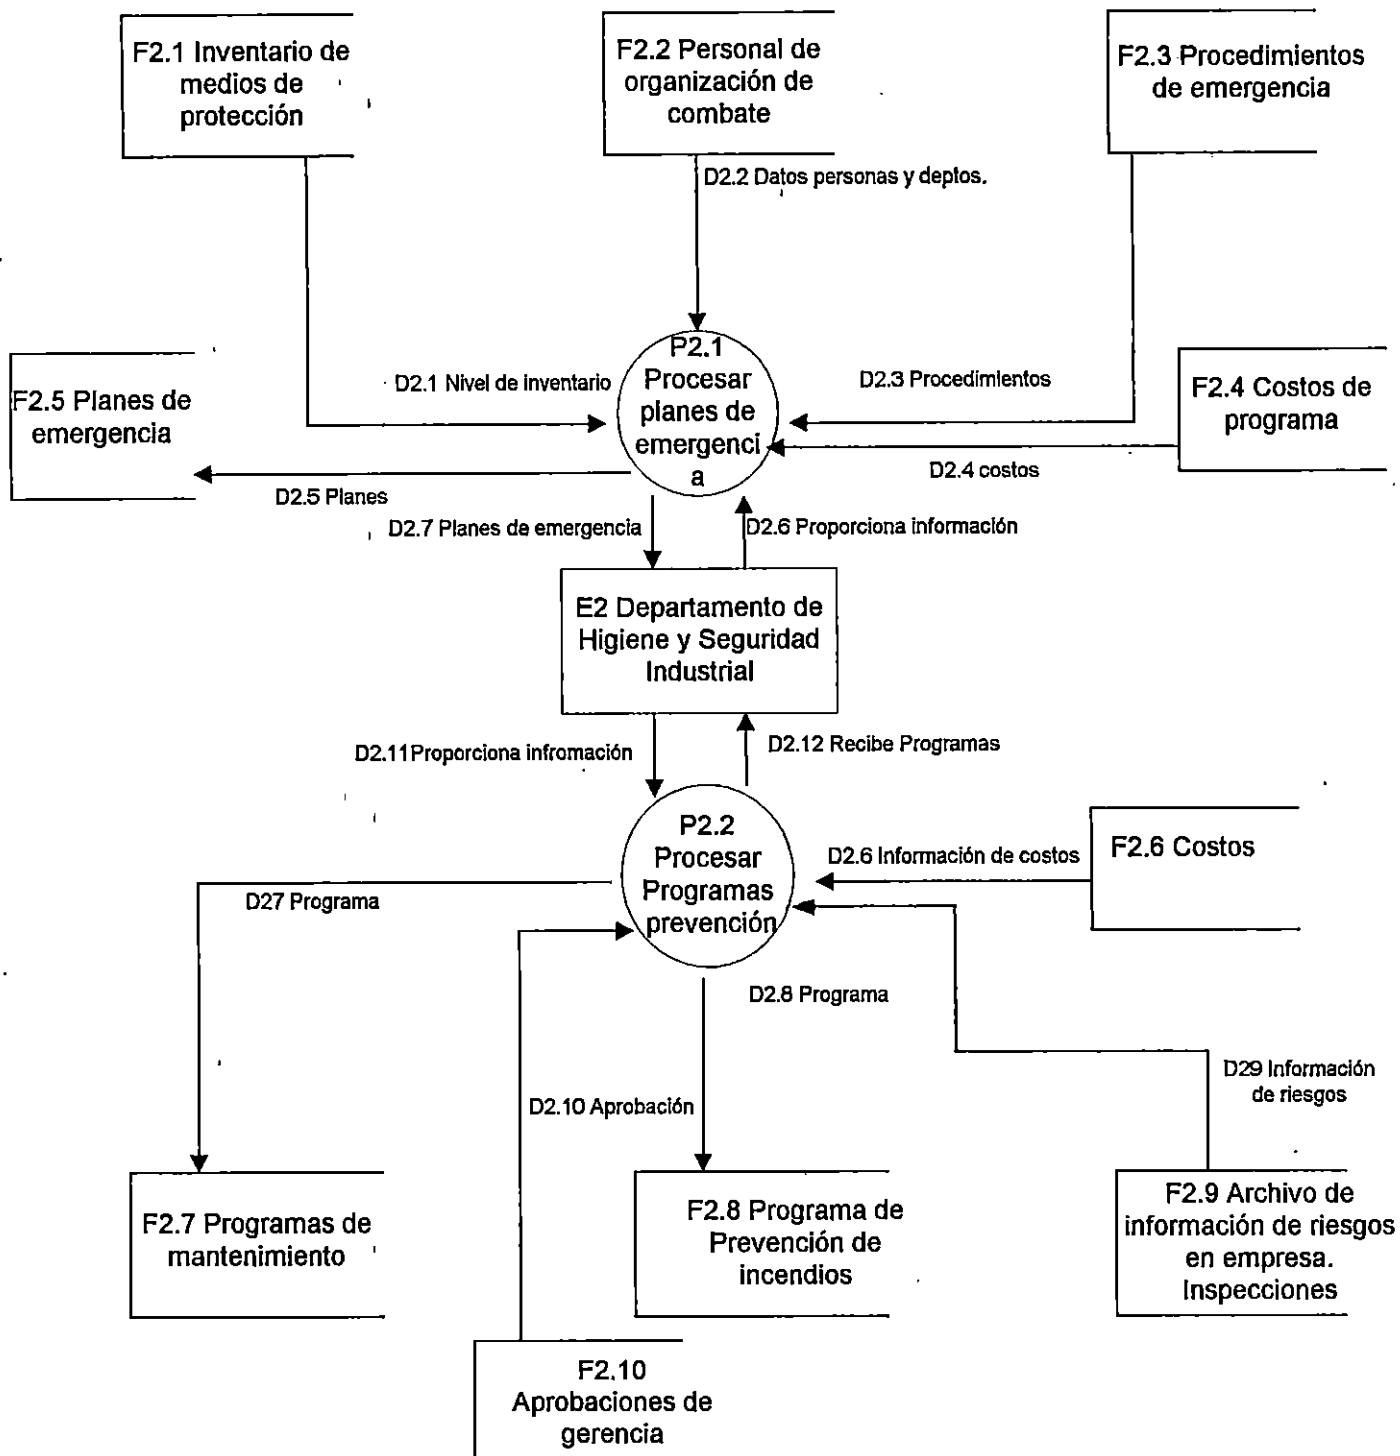 F2.1 Inventario de
medios de
protección
F2.2 Personal de
organización de
combate
F2.3 Procedimientos
de emergencia
D2.2 Datos personas y deptos.
F2.5 Planes de
emergencia
D2.1 Nivel de inventario
P2.1
Procesar
planes de
emergenci
a
D2.3 Procedimientos
F2.4 Costos de
programa
D2.4 costos
D2.5 Planes
D2.7 Planes de emergencia
D2.6 Proporciona información
E2 Departamento de
Higiene y Seguridad
Industrial
D2.11Proporciona infromación
D2.12 Recibe Programas
P2.2
Procesar
Programas
prevención
D2.6 Información de costos
F2.6 Costos
D27 Programa
D2.8 Programa
D2.10 Aprobación
D29 Información
de riesgos
F2.7 Programas de
mantenimiento
F2.8 Programa de
Prevención de
incendios
F2.9 Archivo de
información de riesgos
en empresa.
Inspecciones
F2.10
Aprobaciones de
gerencia